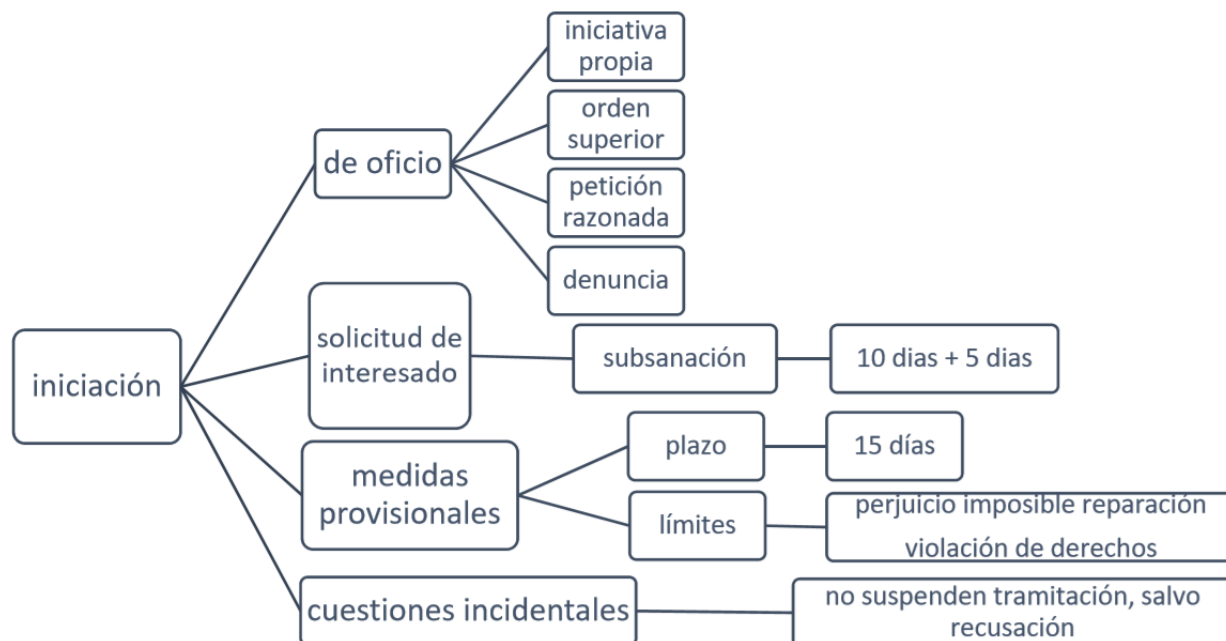 iniciación
de oficio
iniciativa
propia
orden
superior
petición
razonada
denuncia
solicitud de
interesado
subsanación
10 dias + 5 dias
medidas
provisionales
plazo
15 días
límites
perjuicio imposible reparación
violación de derechos
cuestiones incidentales
no suspenden tramitación, salvo
recusación